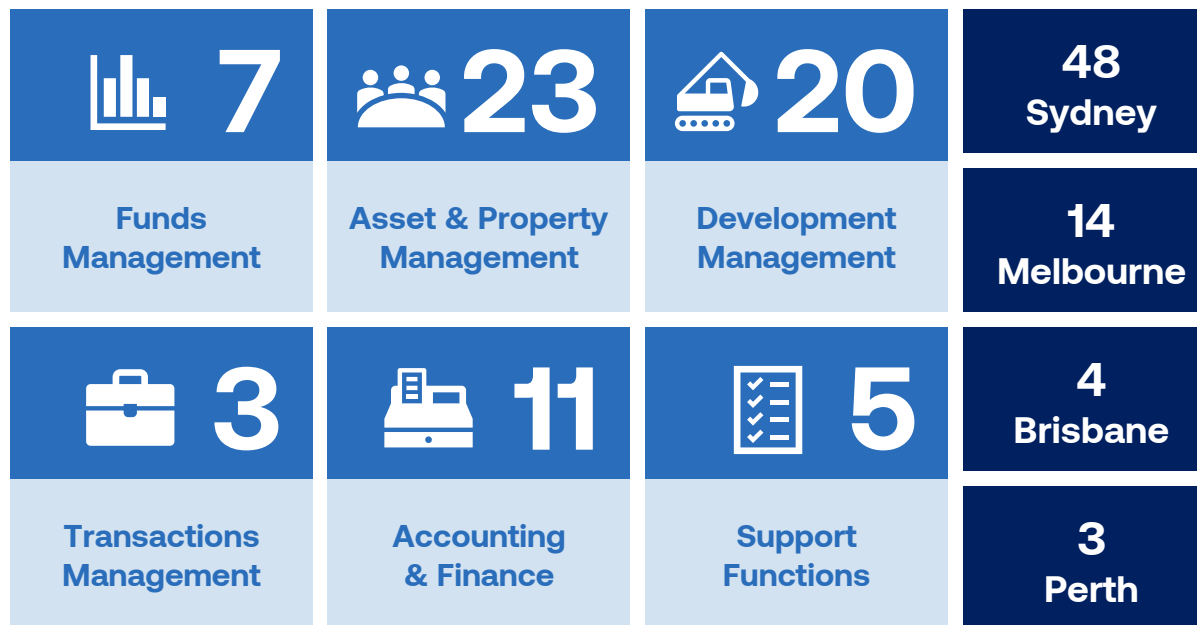 7
Funds
Management
23
Asset & Property
Management
20
Development
Management
3
Transactions
Management
11
Accounting
& Finance
5
Support
Functions
48
Sydney
14
Melbourne
4
Brisbane
3
Perth